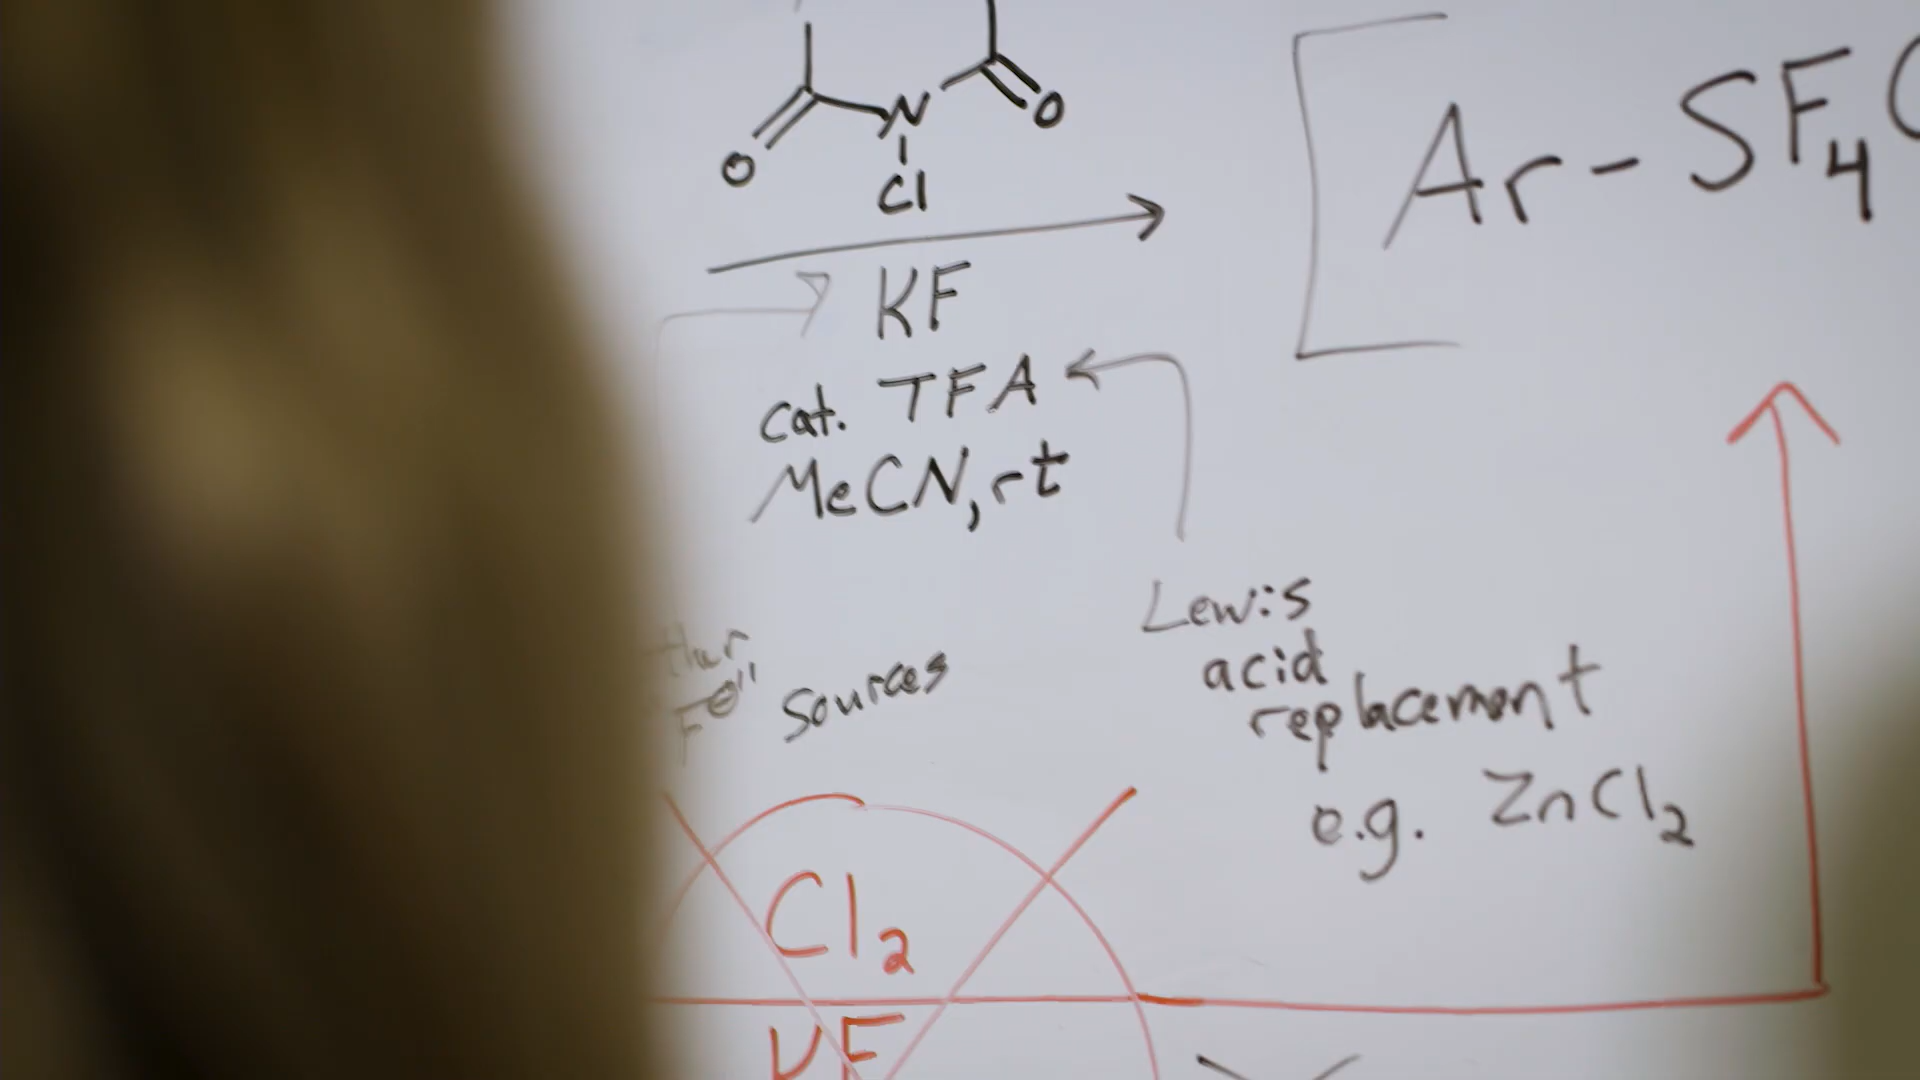 O
N
O
Cl
Ar-SF4
KF
cat. TFA
MeCN, rt
Lewis
acid
replacement
e.g. ZnCl2
F⊖" sources
Cl2
KF